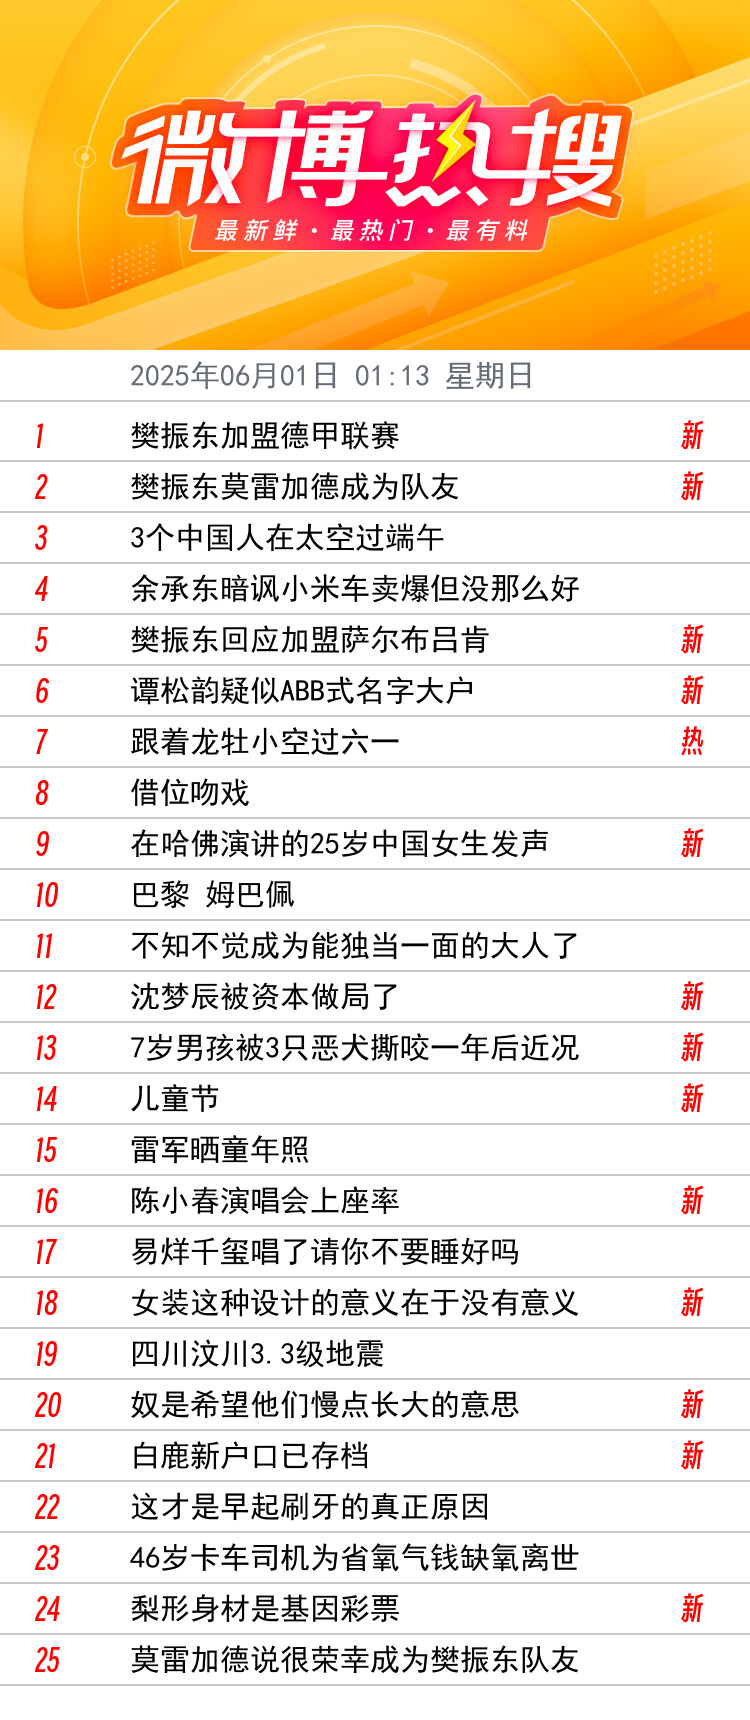 微博热搜
最新鲜·最热门·最有料
2025年06月01日 01:13 星期日
1 樊振东加盟德甲联赛 新
2 樊振东莫雷加德成为队友 新
3 3个中国人在太空过端午
4 余承东暗讽小米车卖爆但没那么好
5 樊振东回应加盟萨尔布吕肯 新
6 谭松韵疑似ABB式名字大户 新
7 跟着龙牡小空过六一 热
8 借位吻戏
9 在哈佛演讲的25岁中国女生发声 新
10 巴黎 姆巴佩
11 不知不觉成为能独当一面的大人了
12 沈梦辰被资本做局了 新
13 7岁男孩被3只恶犬撕咬一年后近况 新
14 儿童节 新
15 雷军晒童年照
16 陈小春演唱会上座率 新
17 易烊千玺唱了请你不要睡好吗
18 女装这种设计的意义在于没有意义 新
19 四川汶川3.3级地震
20 奴是希望他们慢点长大的意思 新
21 白鹿新户口已存档 新
22 这才是早起刷牙的真正原因
23 46岁卡车司机为省氧气钱缺氧离世
24 梨形身材是基因彩票 新
25 莫雷加德说很荣幸成为樊振东队友